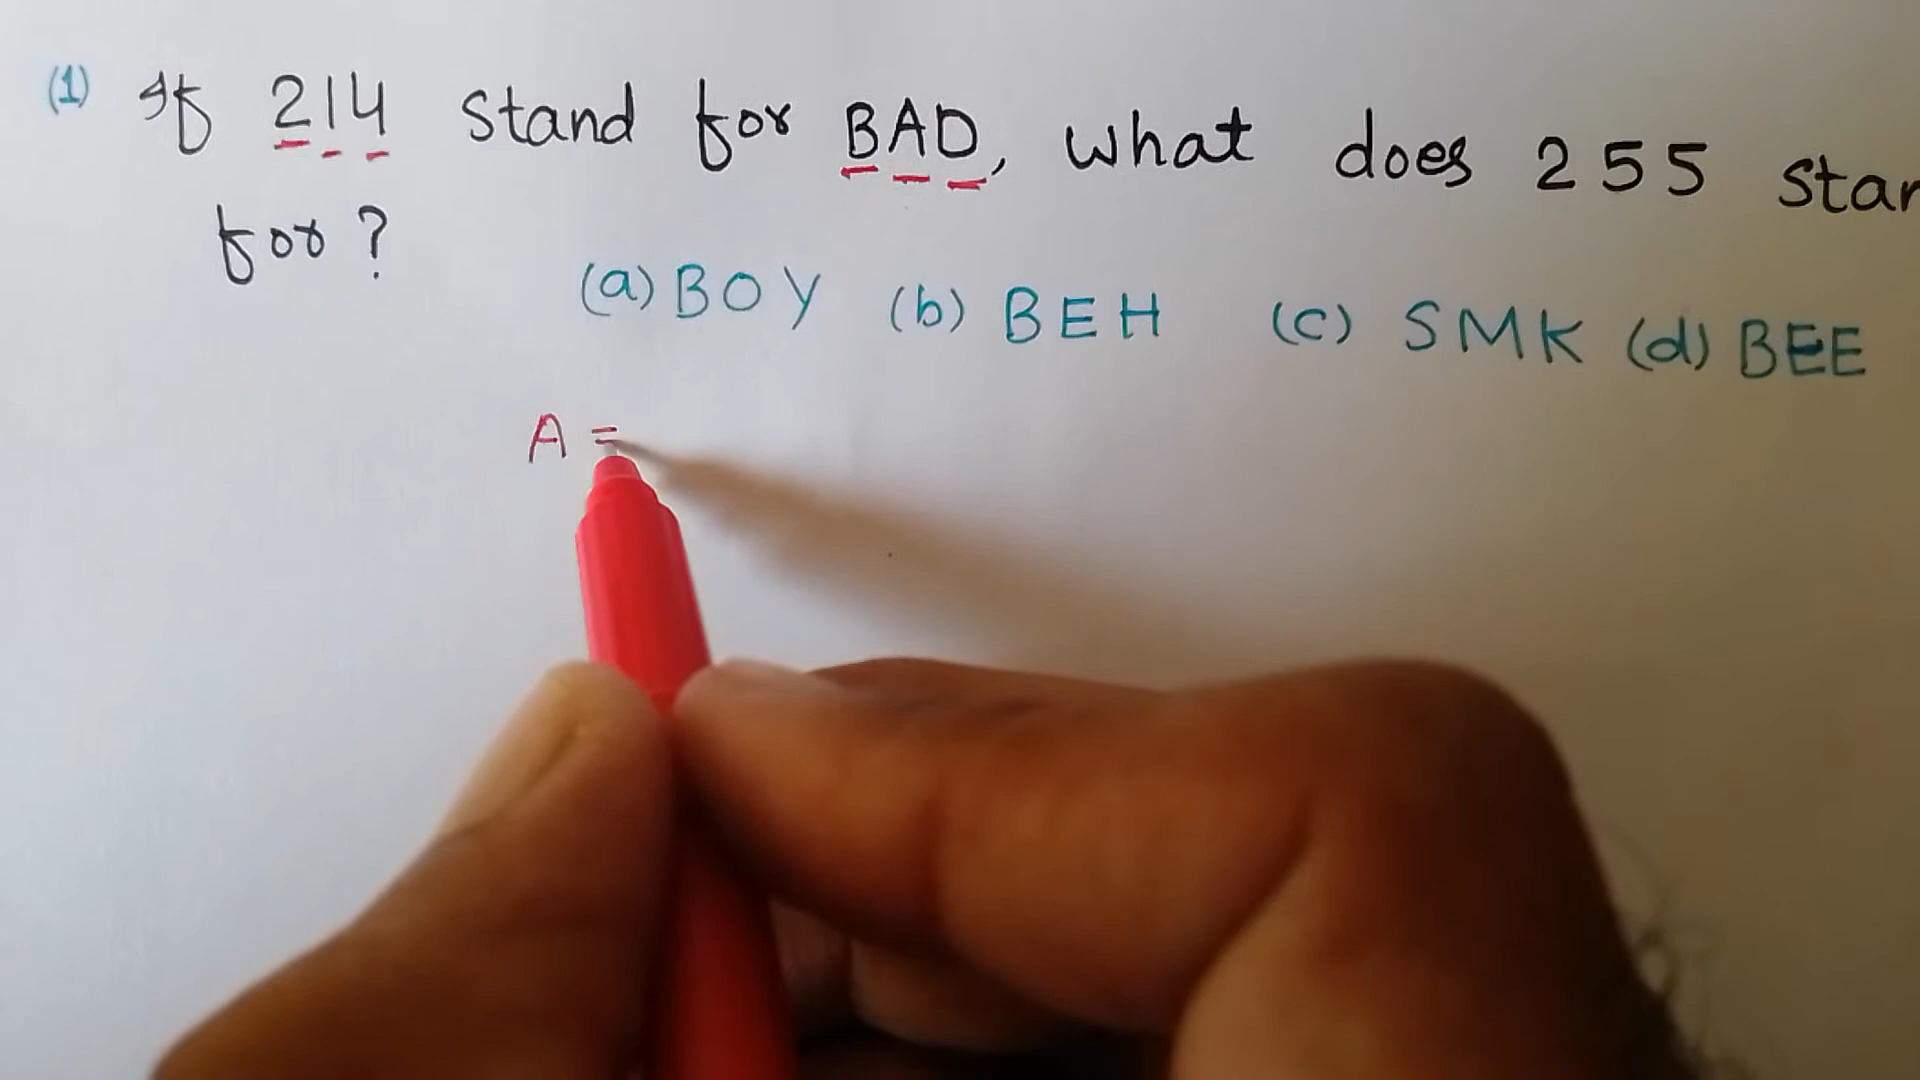 (1) If 214 stand for BAD, what does 255 star
for?
(a) BOY (b) BEH (c) SMK (d) BEE
A =